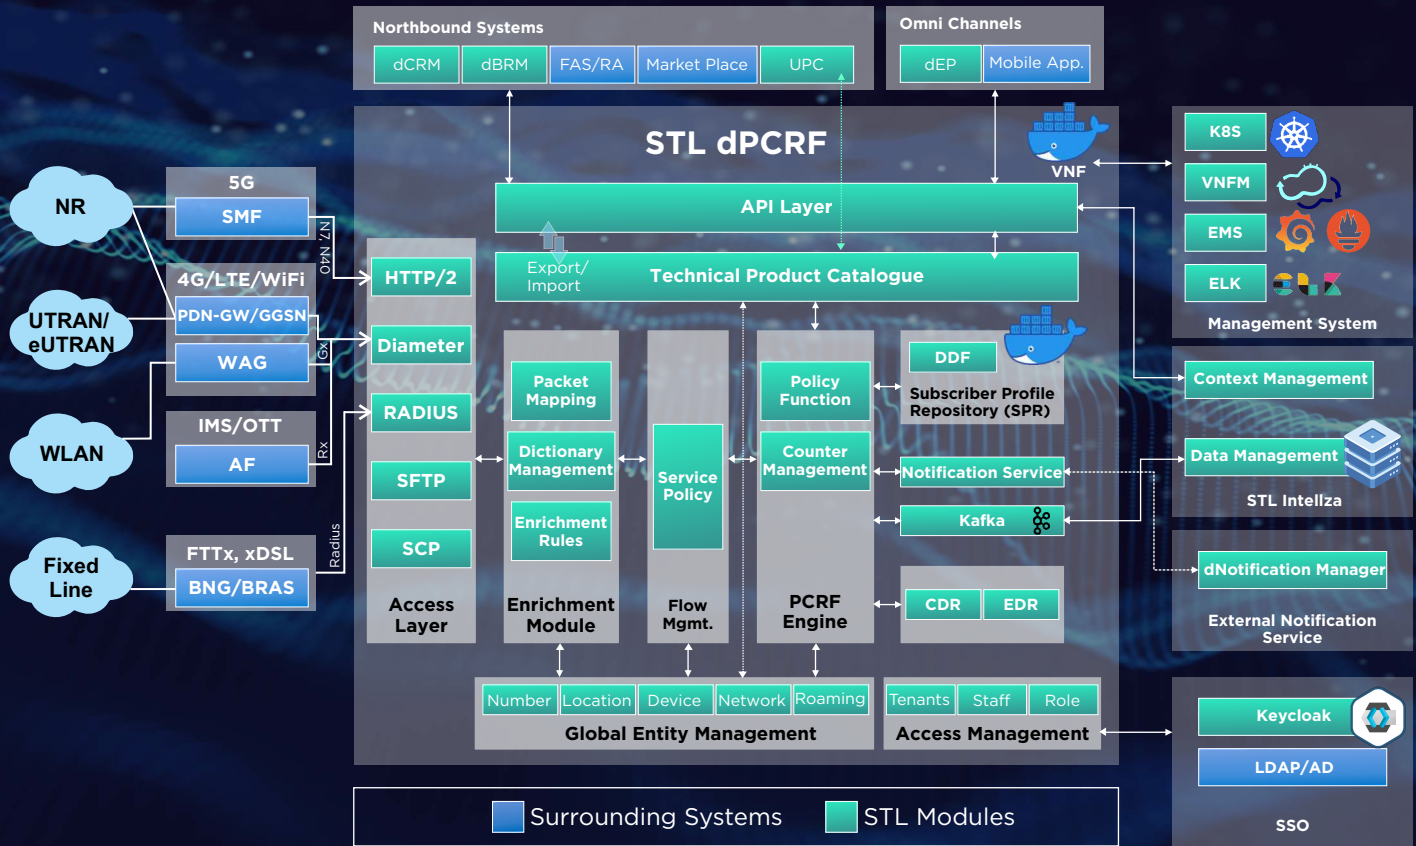 Northbound Systems
dCRM
dBRM
FAS/RA
Market Place
UPC
Omni Channels
dEP
Mobile App.
STL dPCRF
VNF
K8S
VNFM
EMS
ELK
Management System
NR
UTRAN/
eUTRAN
WLAN
Fixed
Line
5G
SMF
4G/LTE/WiFi
PDN-GW/GGSN
WAG
IMS/OTT
AF
FTTx, xDSL
BNG/BRAS
N7, N40
Gx
Rx
Radius
HTTP/2
Diameter
RADIUS
SFTP
SCP
Access
Layer
API Layer
Export/
Import
Technical Product Catalogue
Packet
Mapping
Dictionary
Management
Enrichment
Rules
Enrichment
Module
Service
Policy
Flow
Mgmt.
Policy
Function
Counter
Management
PCRF
Engine
DDF
Subscriber Profile
Repository (SPR)
Notification Service
Kafka
CDR
EDR
Context Management
Data Management
STL Intellza
dNotification Manager
External Notification
Service
Number
Location
Device
Network
Roaming
Global Entity Management
Tenants
Staff
Role
Access Management
Keycloak
LDAP/AD
SSO
Surrounding Systems
STL Modules